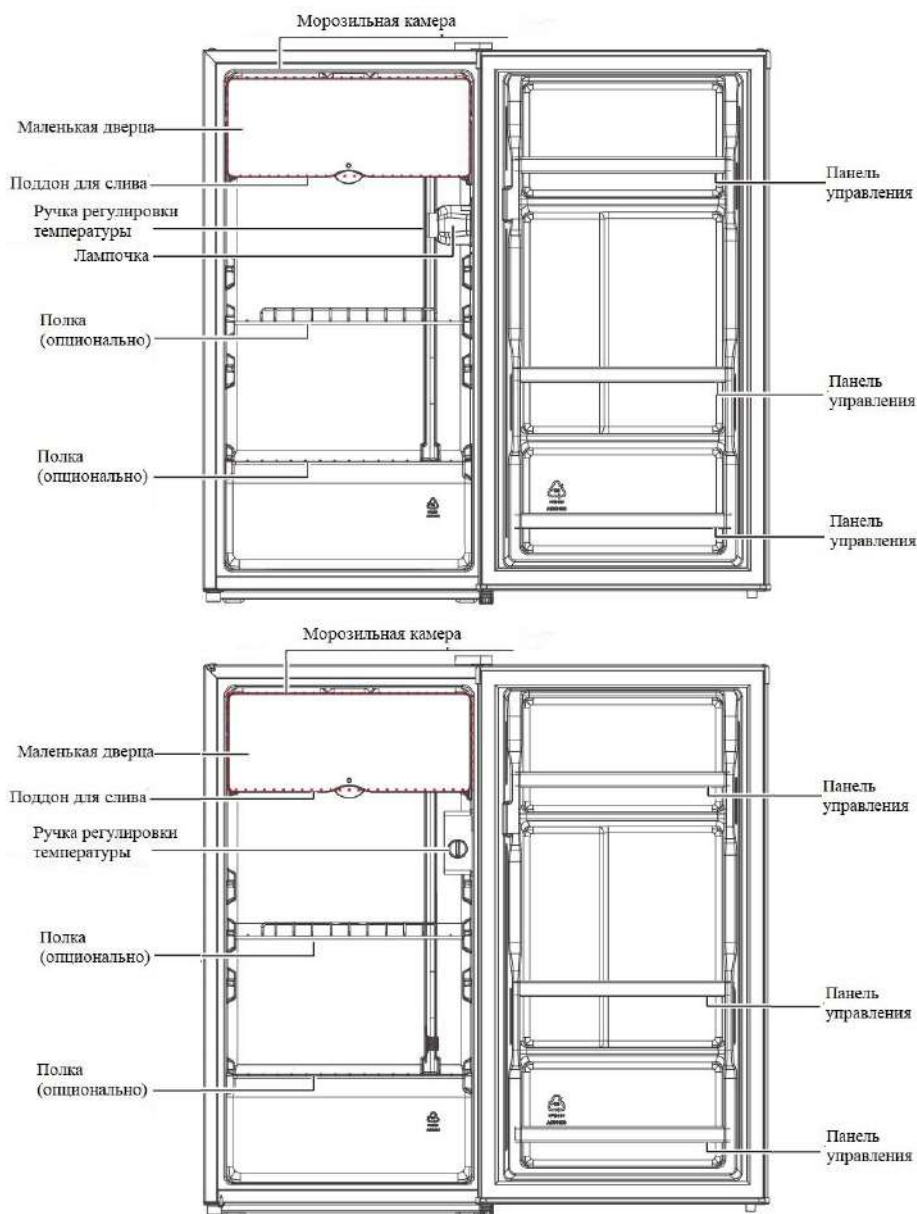 Морозильная камера
Маленькая дверца
Поддон для слива
Ручка регулировки
температуры
Лампочка
Полка
(опционально)
Полка
(опционально)
Панель
управления
Панель
управления
Панель
управления
Морозильная камера
Маленькая дверца
Поддон для слива
Ручка регулировки
температуры
Полка
(опционально)
Полка
(опционально)
Панель
управления
Панель
управления
Панель
управления